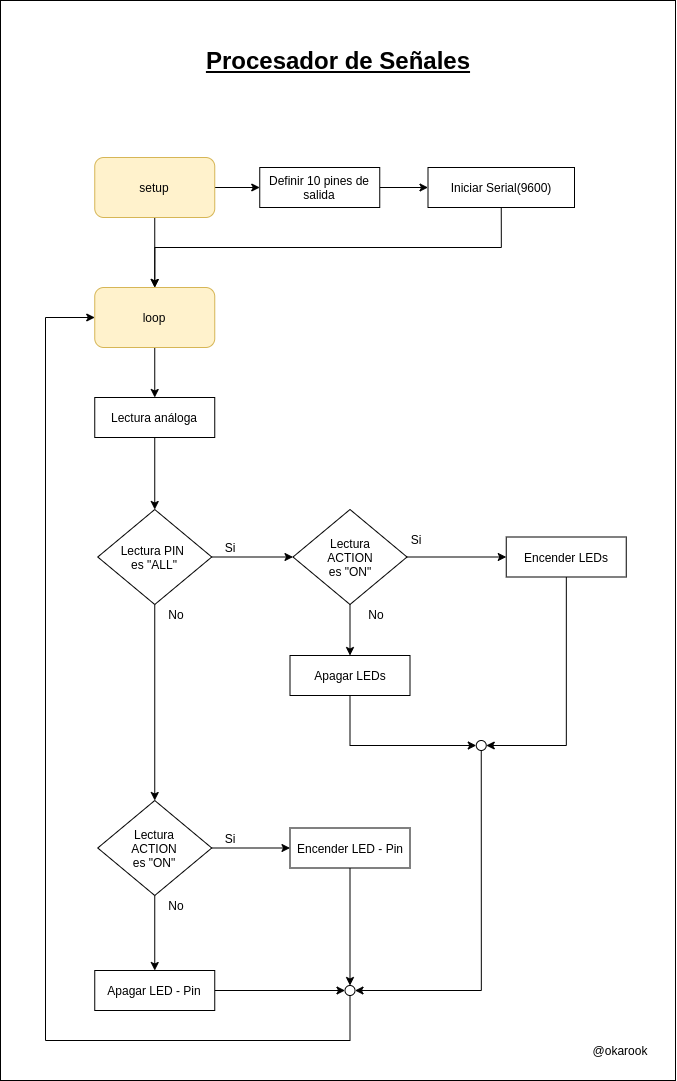 Procesador de Señales
setup
Definir 10 pines de
salida
Iniciar Serial(9600)
loop
Lectura análoga
Lectura PIN
es "ALL"
Si
Lectura
ACTION
es "ON"
Si
Encender LEDs
No
No
Apagar LEDs
Lectura
ACTION
es "ON"
Si
Encender LED - Pin
No
Apagar LED - Pin
@okarook